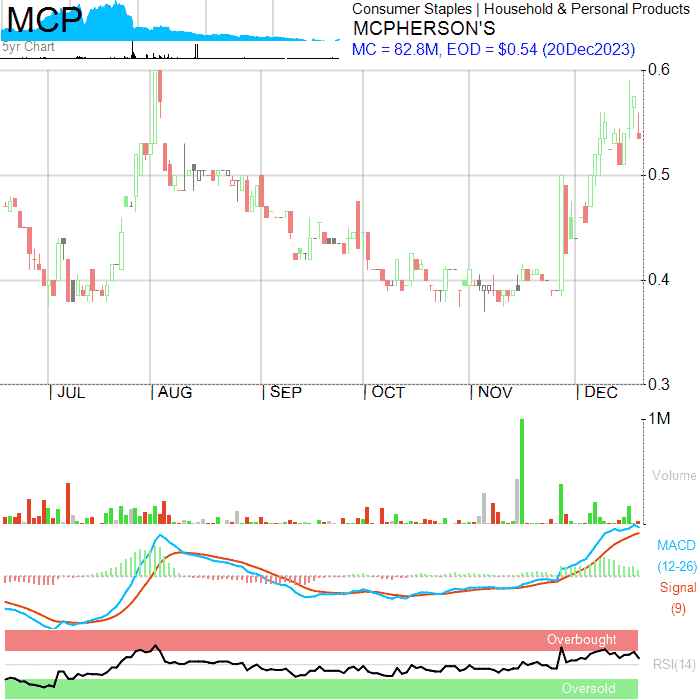 MCP
Consumer Staples | Household & Personal Products
MCPHERSON'S
5yr Chart
MC = 82.8M, EOD = $0.54 (20Dec2023)
0.6
0.5
0.4
0.3
JUL AUG SEP OCT NOV DEC
1M
Volume
MACD
(12-26)
Signal
(9)
Overbought
RSI(14)
Oversold